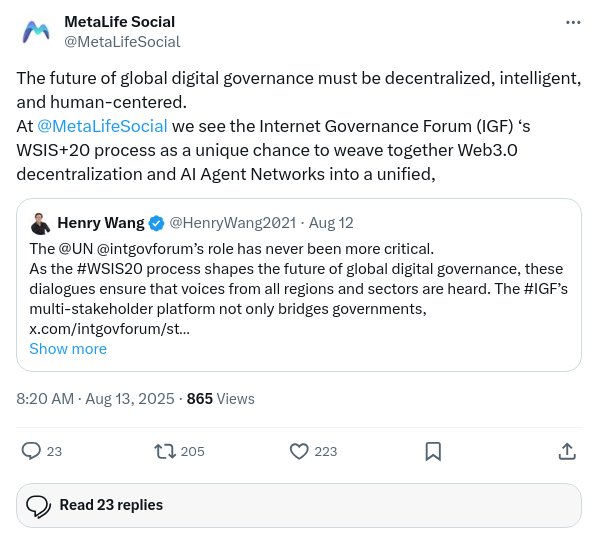 MetaLife Social
@MetaLifeSocial
The future of global digital governance must be decentralized, intelligent,
and human-centered.
At @MetaLifeSocial we see the Internet Governance Forum (IGF) ‘s
WSIS+20 process as a unique chance to weave together Web3.0
decentralization and AI Agent Networks into a unified,
Henry Wang @HenryWang2021 · Aug 12
The @UN @intgovforum’s role has never been more critical.
As the #WSIS20 process shapes the future of global digital governance, these
dialogues ensure that voices from all regions and sectors are heard. The #IGF’s
multi-stakeholder platform not only bridges governments,
x.com/intgovforum/st…
Show more
8:20 AM · Aug 13, 2025 · 865 Views
23 205 223
Read 23 replies